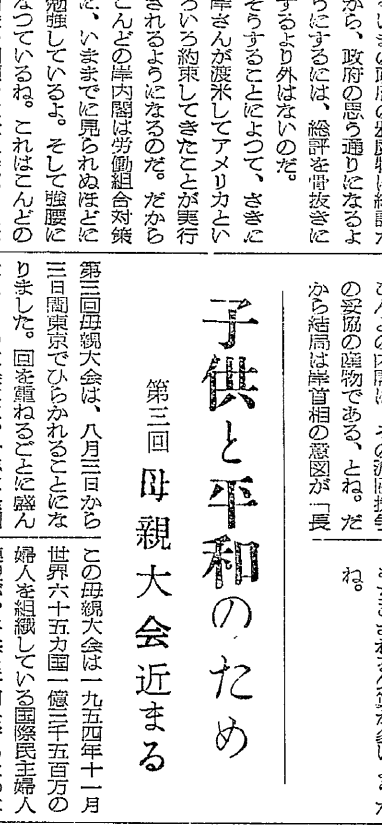 の政府の邪魔物は総評だ
から、政府の思う通りになるよ
うにするには、総評を骨抜きに
するより外はないのだ。
そうすることによつて、さきに
岸さんが渡米してアメリカとい
ろいろ約束してきたことが実行
されるようになるのだ。だから
こんどの岸内閣は労働組合対策
に、いままでに見られぬほどに
勉強しているよ。そして強腰に
なつているね。これはこんどの
の妥協の産物である、とね。だ
から結局は岸首相の意図が「長
ね。
子供と平和のため
第三回母親大会近まる
第三回母親大会は、八月三日から
三日間東京でひらかれることにな
りました。回を重ねるごとに盛ん
この母親大会は一九五四年十一月
世界六十五カ国一億三千五百万の
婦人を組織している国際民主婦人